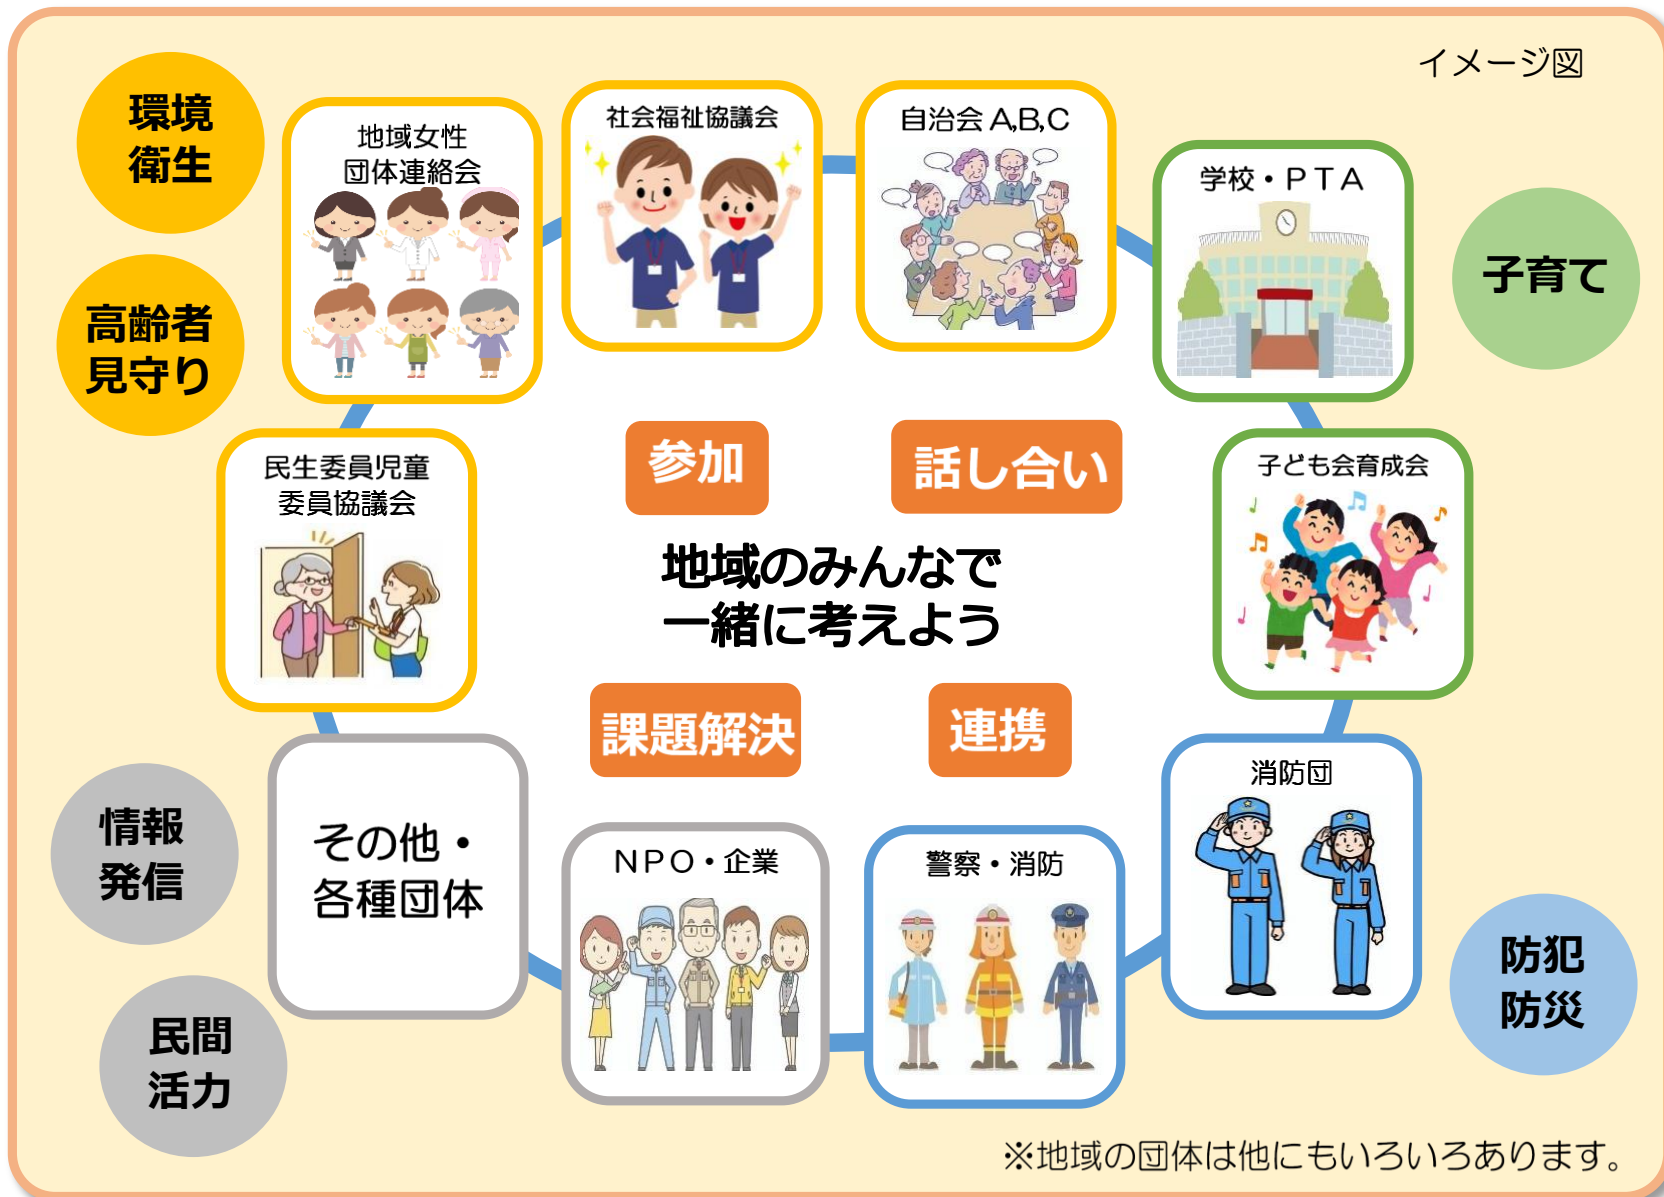 イメージ図
環境
衛生
高齢者
見守り
地域女性
団体連絡会
社会福祉協議会
自治会 A,B,C
学校・ＰＴＡ
子育て
民生委員児童
委員協議会
参加
話し合い
子ども会育成会
地域のみんなで
一緒に考えよう
課題解決
連携
情報
発信
民間
活力
その他・
各種団体
ＮＰＯ・企業
警察・消防
消防団
防犯
防災
※地域の団体は他にもいろいろあります。